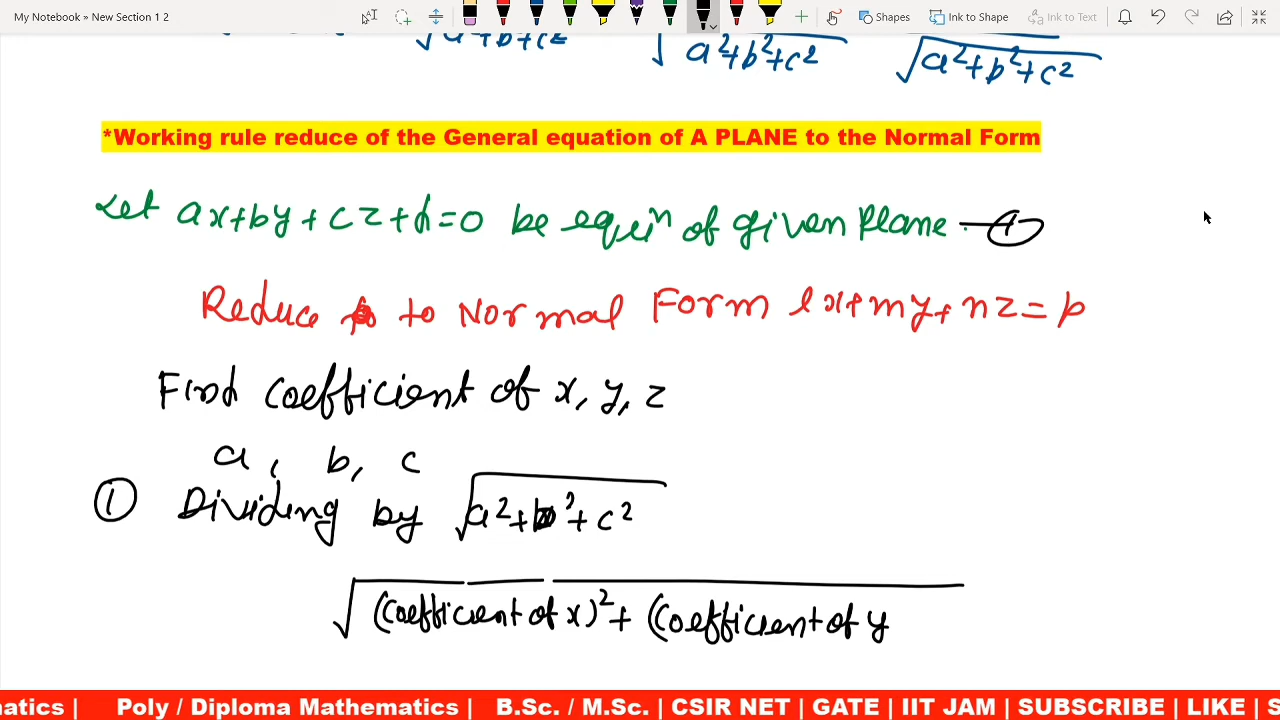 My Notebook » New Section 1 2
Shapes
Ink to Shape
Ink to Text
√a²+b²+c² √a²+b²+c² √a²+b²+c²
*Working rule reduce of the General equation of A PLANE to the Normal Form
Let ax+by+cz+d=0 be equⁿ of given Plane - ①
Reduce to Normal Form lx+my+nz=p
Find coefficient of x, y, z
a, b, c
① Dividing by √a²+b²+c²
√(coefficient of x)²+(coefficient of y
matics | Poly / Diploma Mathematics | B.Sc. / M.Sc. | CSIR NET | GATE | IIT JAM | SUBSCRIBE | LIKE | S